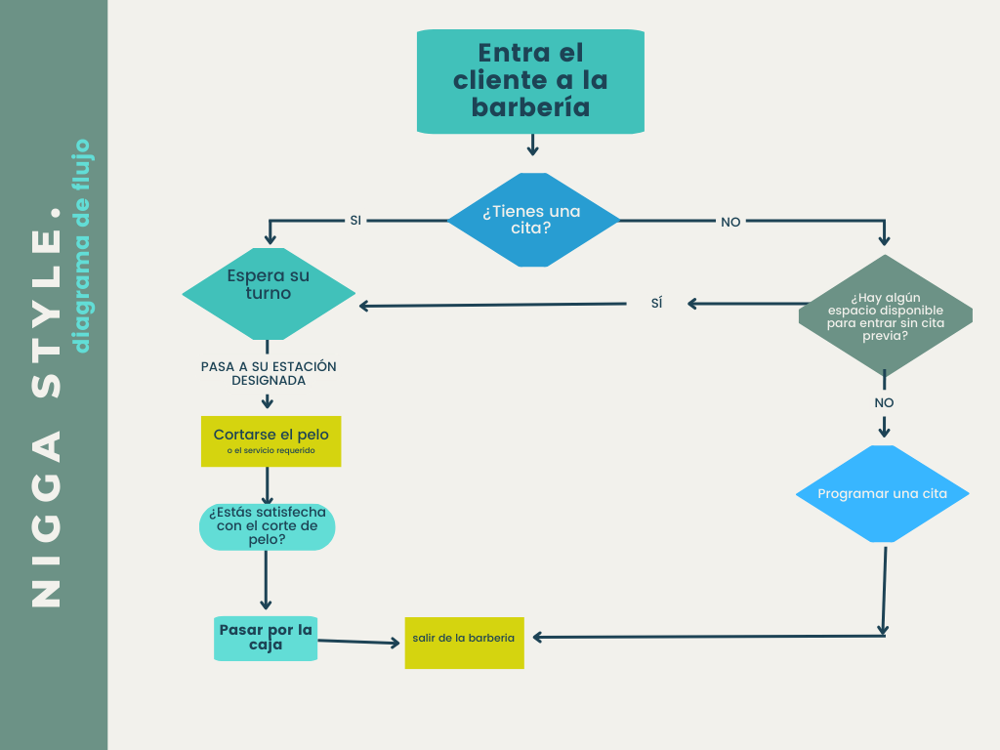 NIGGA STYLE.
diagrama de flujo
Entra el
cliente a la
barbería
¿Tienes una
cita?
SI
NO
Espera su
turno
SÍ
¿Hay algún
espacio disponible
para entrar sin cita
previa?
PASA A SU ESTACIÓN
DESIGNADA
NO
Cortarse el pelo
o el servicio requerido
Programar una cita
¿Estás satisfecha
con el corte de
pelo?
Pasar por la
caja
salir de la barberia